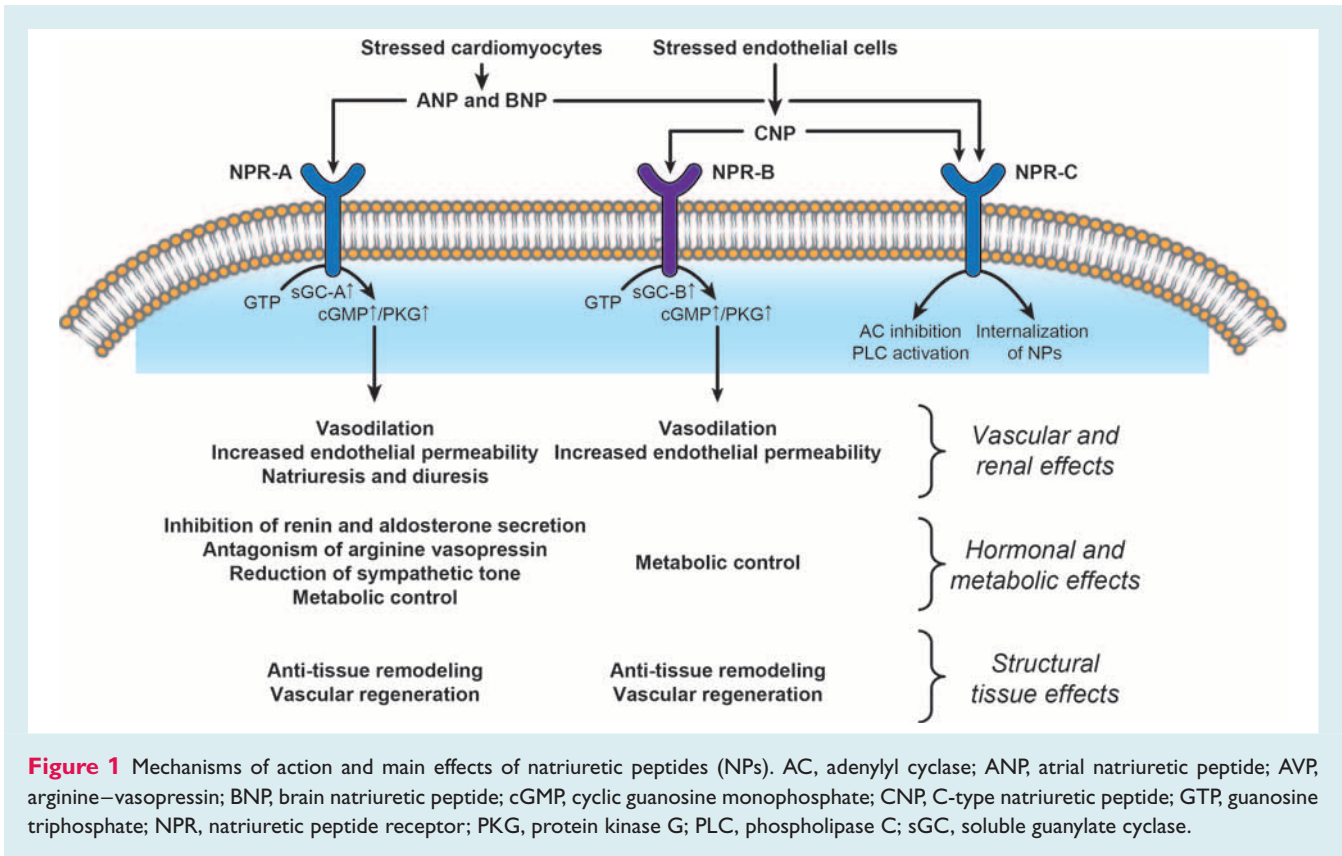 Stressed cardiomyocytes
Stressed endothelial cells
ANP and BNP
CNP
NPR-A
NPR-B
NPR-C
GTP
sGC-A↑
cGMP↑/PKG↑
GTP
sGC-B↑
cGMP↑/PKG↑
AC inhibition
PLC activation
Internalization
of NPs
Vasodilation
Increased endothelial permeability
Natriuresis and diuresis
Vasodilation
Increased endothelial permeability
Vascular and
renal effects
Inhibition of renin and aldosterone secretion
Antagonism of arginine vasopressin
Reduction of sympathetic tone
Metabolic control
Metabolic control
Hormonal and
metabolic effects
Anti-tissue remodeling
Vascular regeneration
Anti-tissue remodeling
Vascular regeneration
Structural
tissue effects
Figure 1 Mechanisms of action and main effects of natriuretic peptides (NPs). AC, adenylyl cyclase; ANP, atrial natriuretic peptide; AVP,
arginine–vasopressin; BNP, brain natriuretic peptide; cGMP, cyclic guanosine monophosphate; CNP, C-type natriuretic peptide; GTP, guanosine
triphosphate; NPR, natriuretic peptide receptor; PKG, protein kinase G; PLC, phospholipase C; sGC, soluble guanylate cyclase.